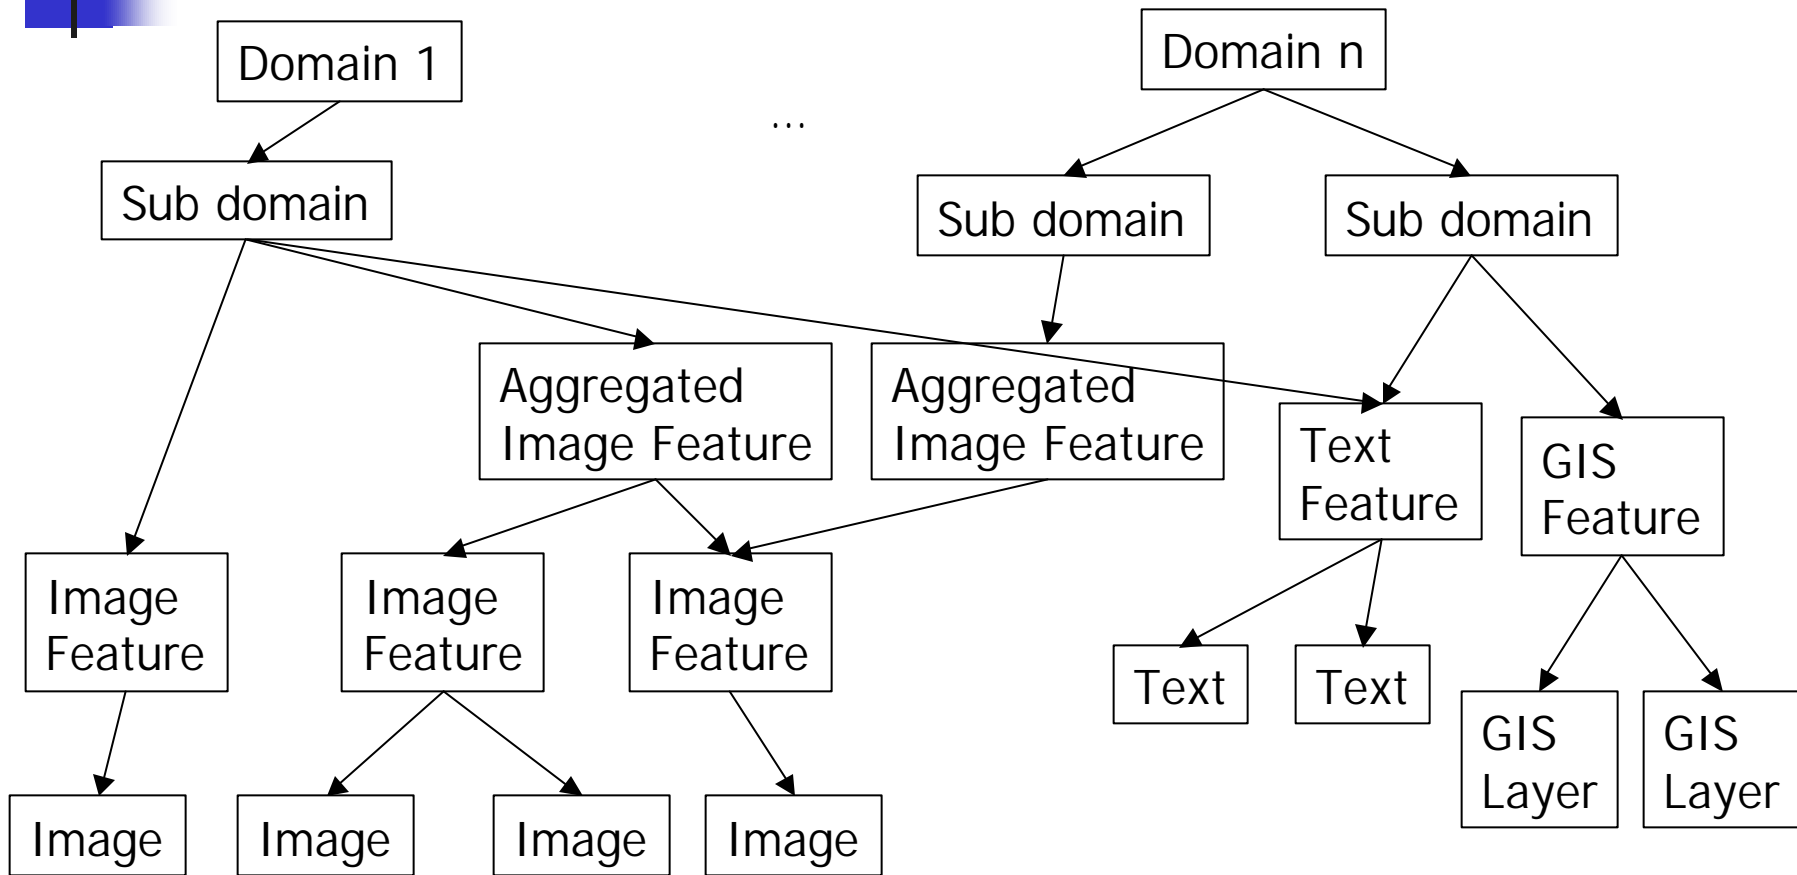 Domain 1
Domain n
...
Sub domain
Sub domain
Sub domain
Aggregated
Image Feature
Aggregated
Image Feature
Text
Feature
GIS
Feature
Image
Feature
Image
Feature
Image
Feature
Text
Text
GIS
Layer
GIS
Layer
Image
Image
Image
Image